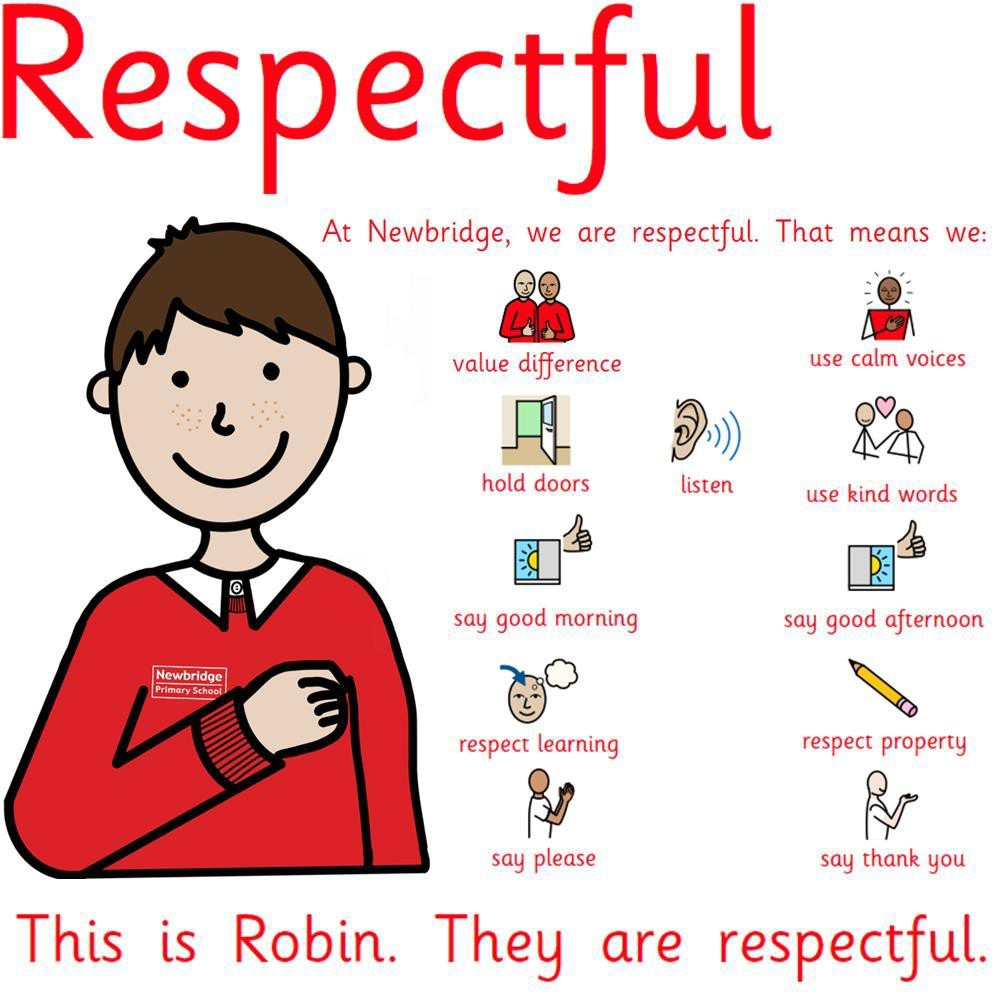 Respectful
At Newbridge, we are respectful. That means we:
value difference
use calm voices
hold doors
listen
use kind words
say good morning
say good afternoon
Newbridge
Primary School
respect learning
respect property
say please
say thank you
This is Robin. They are respectful.